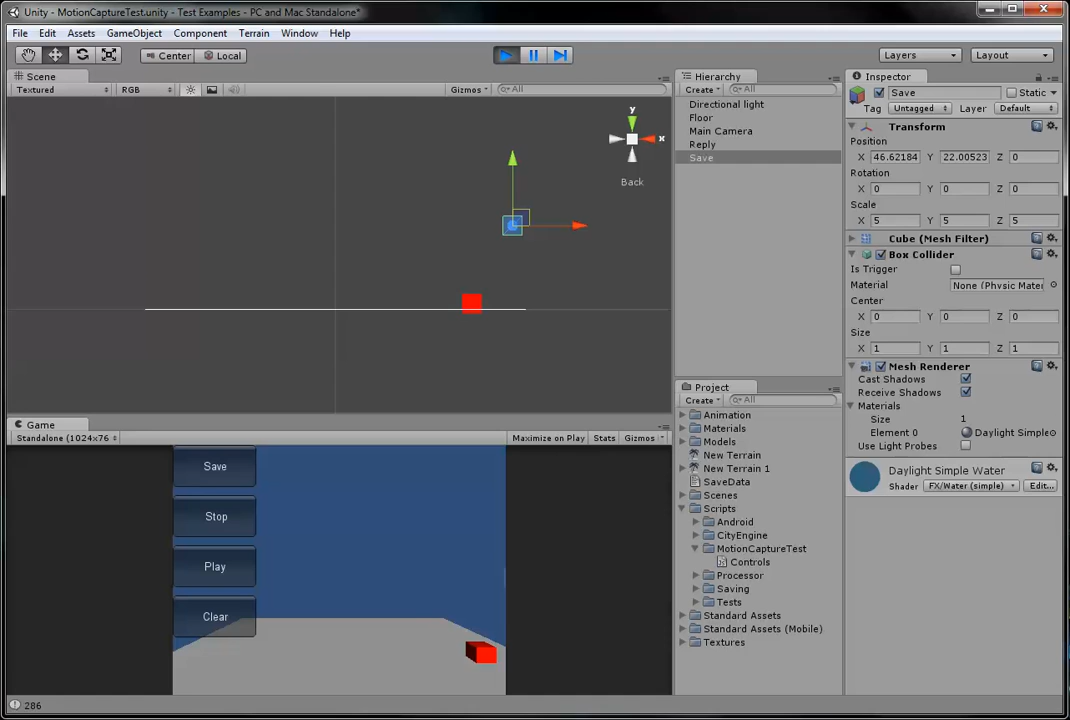 Unity - MotionCaptureTest.unity - Test Examples - PC and Mac Standalone*
File Edit Assets GameObject Component Terrain Window Help
Center Local Layers Layout
Scene
Textured RGB Gizmos All
y
x
Back
Hierarchy
Create All
Directional light
Floor
Main Camera
Reply
Save
Inspector
Save Static
Tag Untagged Layer Default
Transform
Position
X 46.62184 Y 22.00523 Z 0
Rotation
X 0 Y 0 Z 0
Scale
X 5 Y 5 Z 5
Cube (Mesh Filter)
Box Collider
Is Trigger
Material None (Physic Mater
Center
X 0 Y 0 Z 0
Size
X 1 Y 1 Z 1
Mesh Renderer
Cast Shadows
Receive Shadows
Materials
Size 1
Element 0 Daylight Simple
Use Light Probes
Daylight Simple Water
Shader FX/Water (simple) Edit...
Game
Standalone (1024x76 Maximize on Play Stats Gizmos
Save
Stop
Play
Clear
Project
Create All
Animation
Materials
Models
New Terrain
New Terrain 1
SaveData
Scenes
Scripts
Android
CityEngine
MotionCaptureTest
Controls
Processor
Saving
Tests
Standard Assets
Standard Assets (Mobile)
Textures
286